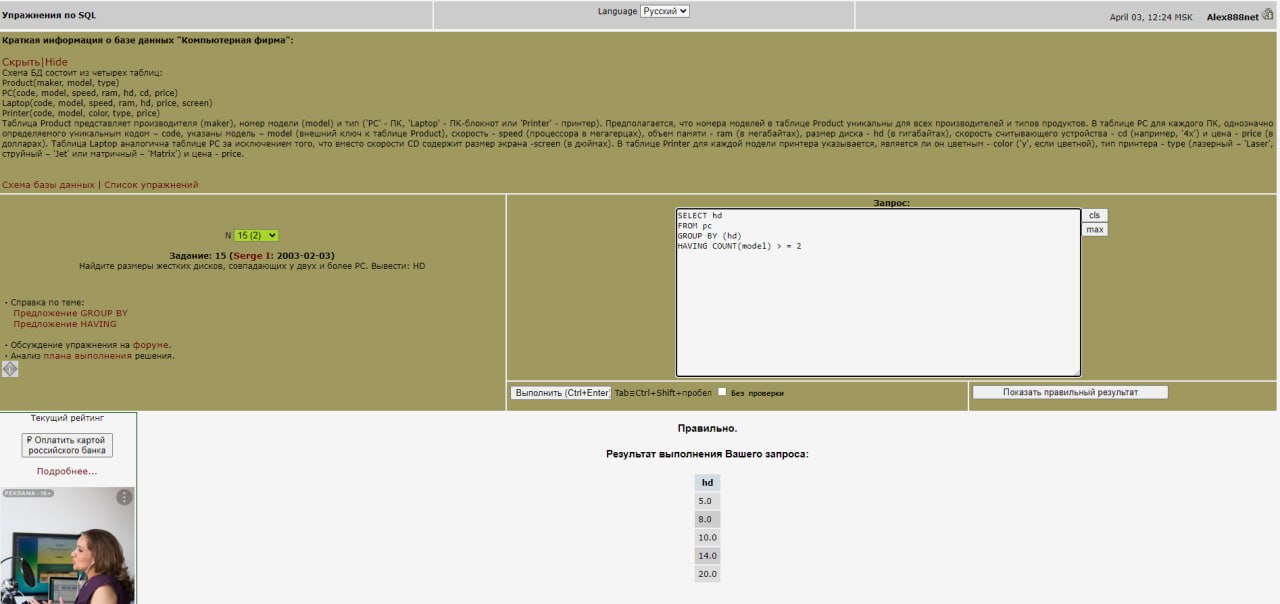 Упражнения по SQL
Language Русский
April 03, 12:24 MSK Alex888net
Краткая информация о базе данных "Компьютерная фирма":
Скрыть|Hide
Схема БД состоит из четырех таблиц:
Product(maker, model, type)
PC(code, model, speed, ram, hd, cd, price)
Laptop(code, model, speed, ram, hd, price, screen)
Printer(code, model, color, type, price)
Таблица Product представляет производителя (maker), номер модели (model) и тип ('PC' - ПК, 'Laptop' - ПК-блокнот или 'Printer' - принтер). Предполагается, что номера моделей в таблице Product уникальны для всех производителей и типов продуктов. В таблице PC для каждого ПК, однозначно
определяемого уникальным кодом – code, указаны модель – model (внешний ключ к таблице Product), скорость - speed (процессора в мегагерцах), объем памяти - ram (в мегабайтах), размер диска - hd (в гигабайтах), скорость считывающего устройства - cd (например, '4x') и цена - price (в
долларах). Таблица Laptop аналогична таблице PC за исключением того, что вместо скорости CD содержит размер экрана -screen (в дюймах). В таблице Printer для каждой модели принтера указывается, является ли он цветным - color ('y', если цветной), тип принтера - type (лазерный – 'Laser',
струйный – 'Jet' или матричный – 'Matrix') и цена - price.
Схема базы данных | Список упражнений
N 15 (2)
Задание: 15 (Serge I: 2003-02-03)
Найдите размеры жестких дисков, совпадающих у двух и более PC. Вывести: HD
- Справка по теме:
Предложение GROUP BY
Предложение HAVING
- Обсуждение упражнения на форуме.
- Анализ плана выполнения решения.
Запрос:
SELECT hd
FROM pc
GROUP BY (hd)
HAVING COUNT(model) > = 2
cls
max
Выполнить (Ctrl+Enter) Tab≡Ctrl+Shift+пробел Без проверки
Показать правильный результат
Текущий рейтинг
₽ Оплатить картой
российского банка
Подробнее...
РЕКЛАМА • 16+
Правильно.
Результат выполнения Вашего запроса:
hd
5.0
8.0
10.0
14.0
20.0